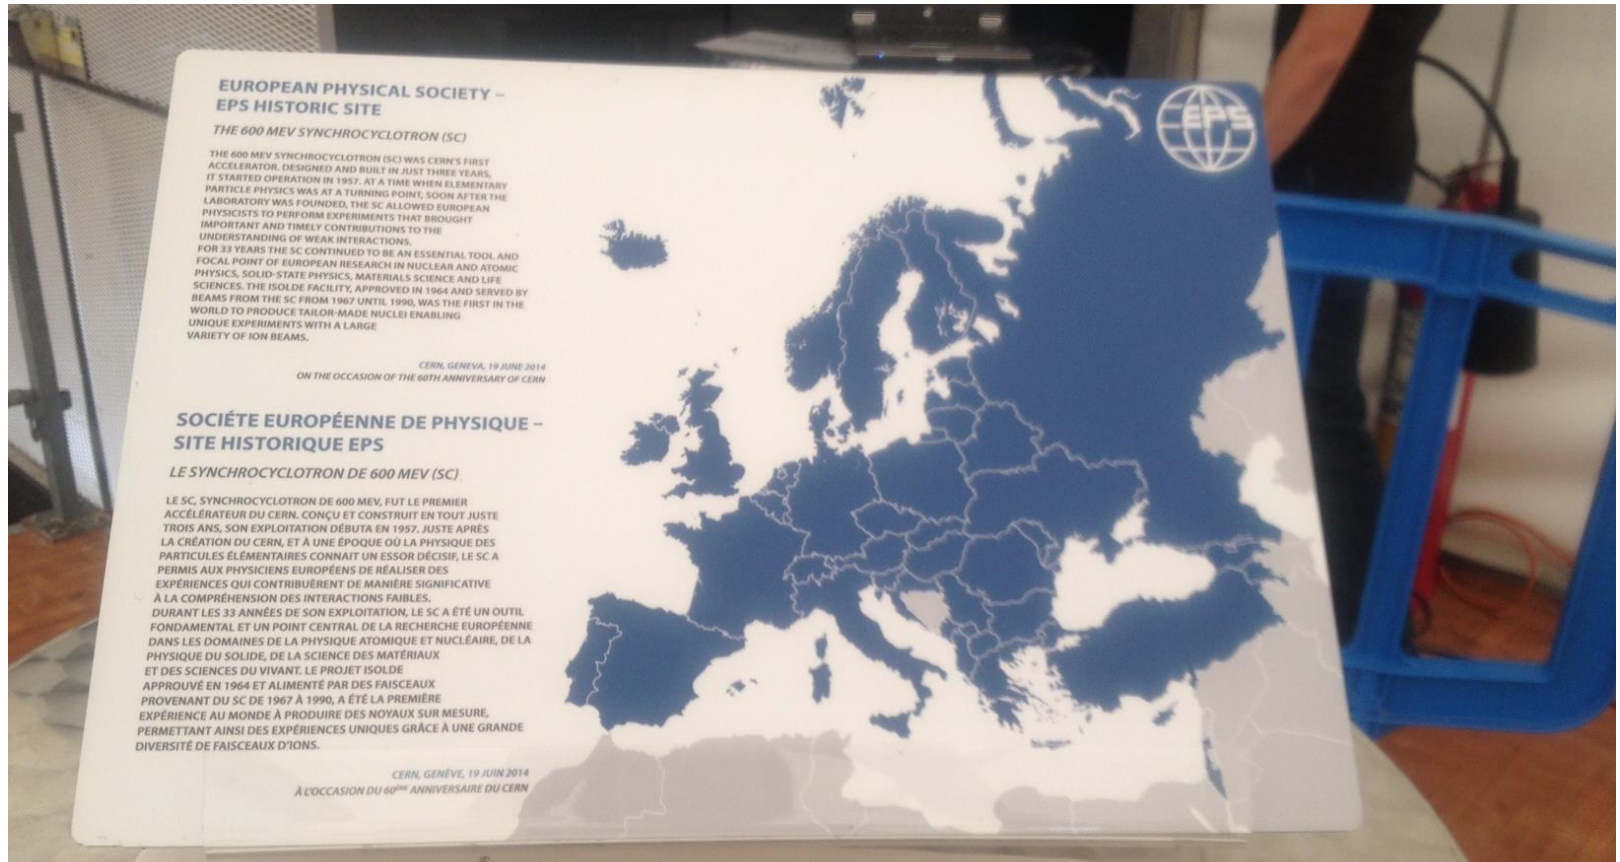 EUROPEAN PHYSICAL SOCIETY –
EPS HISTORIC SITE
THE 600 MEV SYNCHROCYCLOTRON (SC)
THE 600 MEV SYNCHROCYCLOTRON (SC) WAS CERN'S FIRST
ACCELERATOR. DESIGNED AND BUILT IN JUST THREE YEARS,
IT STARTED OPERATION IN 1957. AT A TIME WHEN ELEMENTARY
PARTICLE PHYSICS WAS AT A TURNING POINT, SOON AFTER THE
LABORATORY WAS FOUNDED, THE SC ALLOWED EUROPEAN
PHYSICISTS TO PERFORM EXPERIMENTS THAT BROUGHT
IMPORTANT AND TIMELY CONTRIBUTIONS TO THE
UNDERSTANDING OF WEAK INTERACTIONS.
FOR 33 YEARS THE SC CONTINUED TO BE AN ESSENTIAL TOOL AND
FOCAL POINT OF EUROPEAN RESEARCH IN NUCLEAR AND ATOMIC
PHYSICS, SOLID-STATE PHYSICS, MATERIALS SCIENCE AND LIFE
SCIENCES. THE ISOLDE FACILITY, APPROVED IN 1964 AND SERVED BY
BEAMS FROM THE SC FROM 1967 UNTIL 1990, WAS THE FIRST IN THE
WORLD TO PRODUCE TAILOR-MADE NUCLEI ENABLING
UNIQUE EXPERIMENTS WITH A LARGE
VARIETY OF ION BEAMS.
CERN, GENEVA, 19 JUNE 2014
ON THE OCCASION OF THE 60TH ANNIVERSARY OF CERN
SOCIÉTE EUROPÉENNE DE PHYSIQUE –
SITE HISTORIQUE EPS
LE SYNCHROCYCLOTRON DE 600 MEV (SC)
LE SC, SYNCHROCYCLOTRON DE 600 MEV, FUT LE PREMIER
ACCÉLÉRATEUR DU CERN. CONÇU ET CONSTRUIT EN TOUT JUSTE
TROIS ANS, SON EXPLOITATION DÉBUTA EN 1957. JUSTE APRÈS
LA CRÉATION DU CERN, ET À UNE ÉPOQUE OÙ LA PHYSIQUE DES
PARTICULES ÉLÉMENTAIRES CONNAIT UN ESSOR DÉCISIF, LE SC A
PERMIS AUX PHYSICIENS EUROPÉENS DE RÉALISER DES
EXPÉRIENCES QUI CONTRIBUÈRENT DE MANIÈRE SIGNIFICATIVE
À LA COMPRÉHENSION DES INTERACTIONS FAIBLES.
DURANT LES 33 ANNÉES DE SON EXPLOITATION, LE SC A ÉTÉ UN OUTIL
FONDAMENTAL ET UN POINT CENTRAL DE LA RECHERCHE EUROPÉENNE
DANS LES DOMAINES DE LA PHYSIQUE ATOMIQUE ET NUCLÉAIRE, DE LA
PHYSIQUE DU SOLIDE, DE LA SCIENCE DES MATÉRIAUX
ET DES SCIENCES DU VIVANT. LE PROJET ISOLDE
APPROUVÉ EN 1964 ET ALIMENTÉ PAR DES FAISCEAUX
PROVENANT DU SC DE 1967 À 1990, A ÉTÉ LA PREMIÈRE
EXPÉRIENCE AU MONDE À PRODUIRE DES NOYAUX SUR MESURE,
PERMETTANT AINSI DES EXPÉRIENCES UNIQUES GRÂCE À UNE GRANDE
DIVERSITÉ DE FAISCEAUX D'IONS.
CERN, GENÈVE, 19 JUIN 2014
À L'OCCASION DU 60ÈME ANNIVERSAIRE DU CERN
EPS